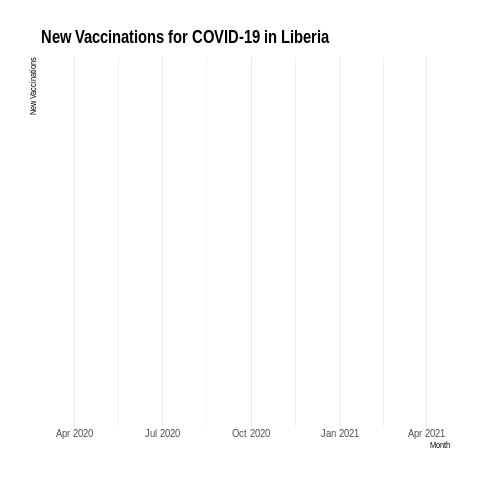 New Vaccinations for COVID-19 in Liberia
New Vaccinations
Apr 2020 Jul 2020 Oct 2020 Jan 2021 Apr 2021
Month